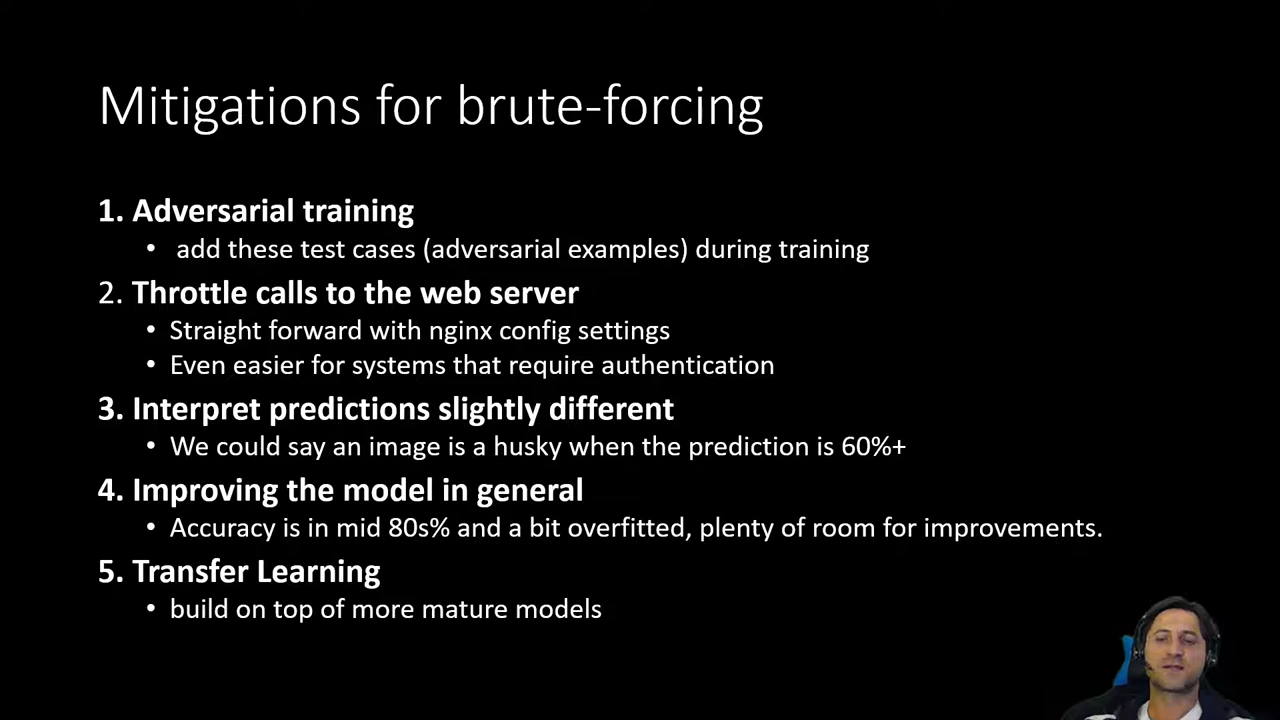 Mitigations for brute-forcing
1. Adversarial training
• add these test cases (adversarial examples) during training
2. Throttle calls to the web server
• Straight forward with nginx config settings
• Even easier for systems that require authentication
3. Interpret predictions slightly different
• We could say an image is a husky when the prediction is 60%+
4. Improving the model in general
• Accuracy is in mid 80s% and a bit overfitted, plenty of room for improvements.
5. Transfer Learning
• build on top of more mature models